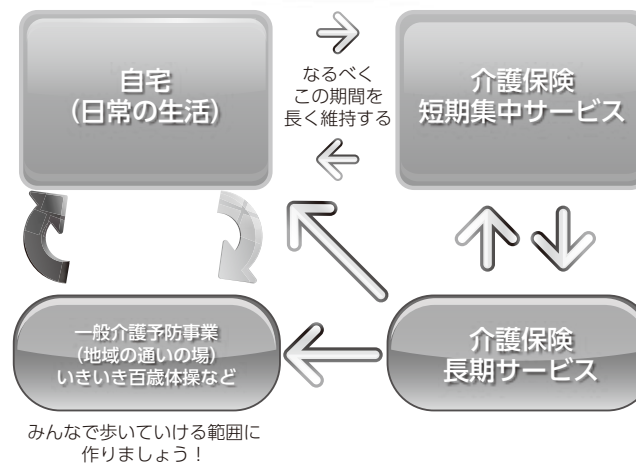 自宅
（日常の生活）
なるべく
この期間を
長く維持する
介護保険
短期集中サービス
一般介護予防事業
（地域の通いの場）
いきいき百歳体操など
介護保険
長期サービス
みんなで歩いていける範囲に
作りましょう！